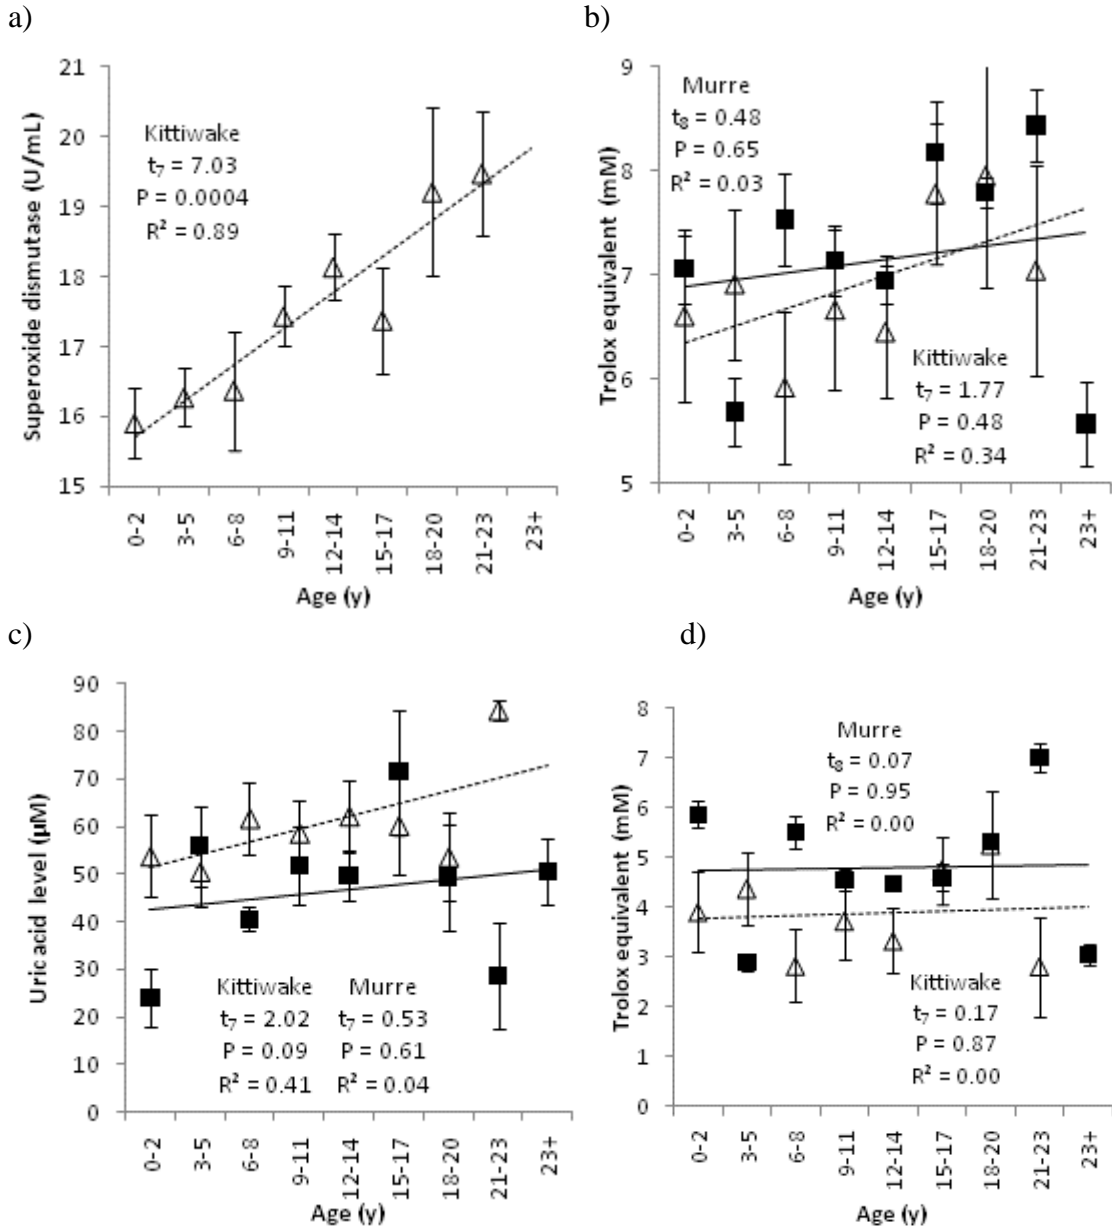 a)
21
20
19
18
17
16
15
Superoxide dismutase (U/mL)
Kittiwake
t₇ = 7.03
P = 0.0004
R² = 0.89
0-2
3-5
6-8
9-11
12-14
15-17
18-20
21-23
23+
Age (y)
b)
9
8
7
6
5
Trolox equivalent (mM)
Murre
t₈ = 0.48
P = 0.65
R² = 0.03
Kittiwake
t₇ = 1.77
P = 0.48
R² = 0.34
0-2
3-5
6-8
9-11
12-14
15-17
18-20
21-23
23+
Age (y)
c)
90
80
70
60
50
40
30
20
10
0
Uric acid level (µM)
Kittiwake Murre
t₇ = 2.02 t₇ = 0.53
P = 0.09 P = 0.61
R² = 0.41 R² = 0.04
0-2
3-5
6-8
9-11
12-14
15-17
18-20
21-23
23+
Age (y)
d)
8
7
6
5
4
3
2
1
0
Trolox equivalent (mM)
Murre
t₈ = 0.07
P = 0.95
R² = 0.00
Kittiwake
t₇ = 0.17
P = 0.87
R² = 0.00
0-2
3-5
6-8
9-11
12-14
15-17
18-20
21-23
23+
Age (y)